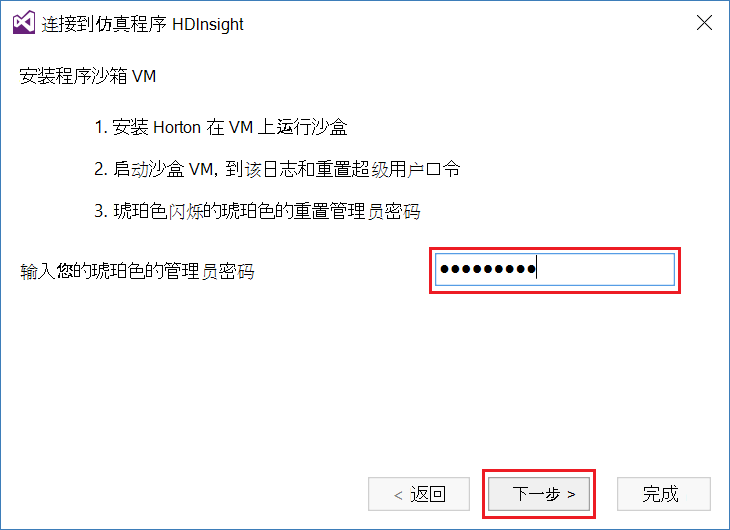 连接到仿真程序 HDInsight
安装程序沙箱 VM
1. 安装 Horton 在 VM 上运行沙盒
2. 启动沙盒 VM, 到该日志和重置超级用户口令
3. 琥珀色闪烁的琥珀色的重置管理员密码
输入您的琥珀色的管理员密码
●●●●●●●●●
< 返回
下一步 >
完成